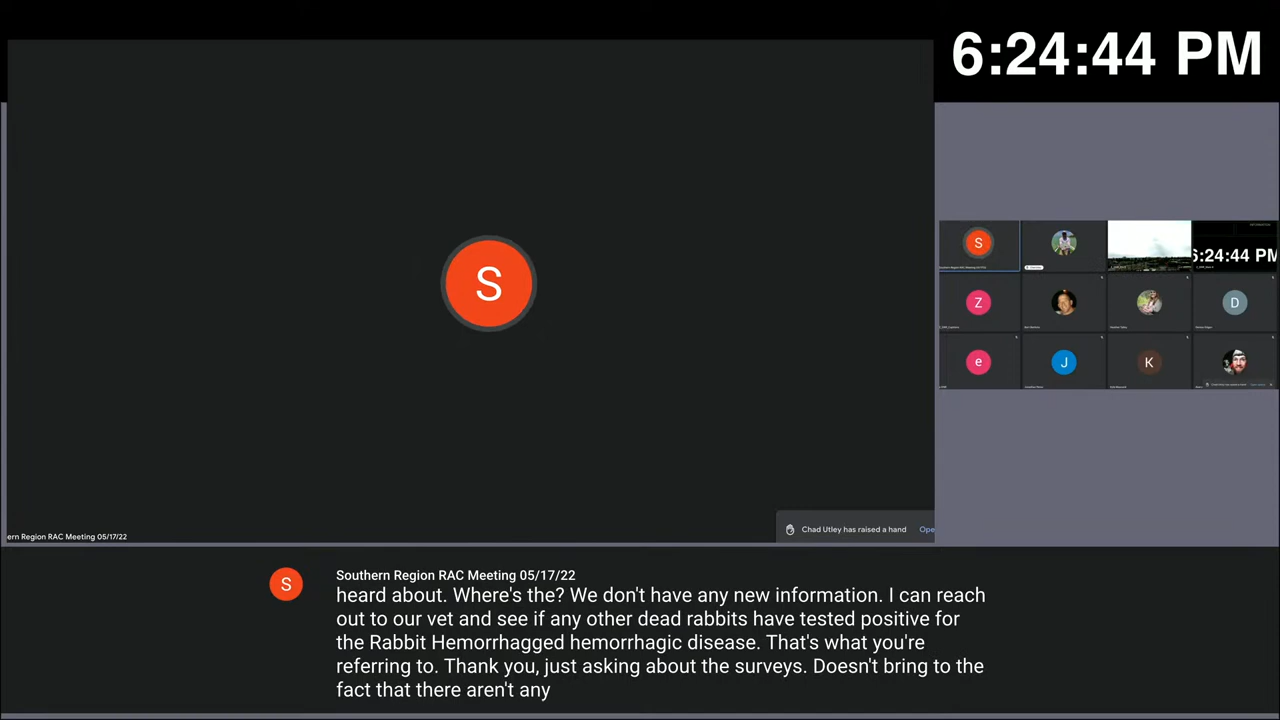 6:24:44 PM
S
S
6:24:44 PM
Z
D
e
J
K
Chad Utley has raised a hand
Ope
ern Region RAC Meeting 05/17/22
S
Southern Region RAC Meeting 05/17/22
heard about. Where's the? We don't have any new information. I can reach
out to our vet and see if any other dead rabbits have tested positive for
the Rabbit Hemorrhagged hemorrhagic disease. That's what you're
referring to. Thank you, just asking about the surveys. Doesn't bring to the
fact that there aren't any